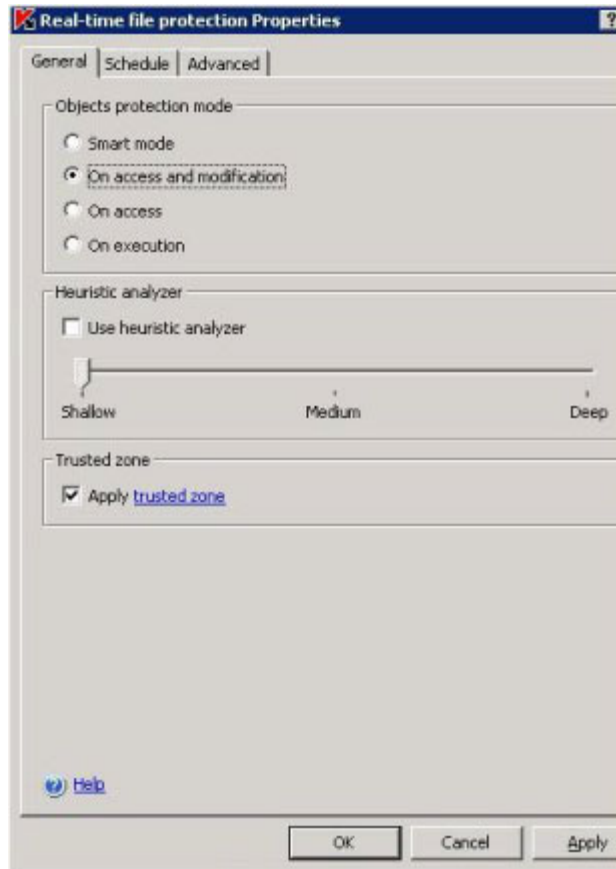 Real-time file protection Properties
?
General Schedule Advanced
Objects protection mode
Smart mode
On access and modification
On access
On execution
Heuristic analyzer
Use heuristic analyzer
Shallow Medium Deep
Trusted zone
Apply trusted zone
Help
OK Cancel Apply